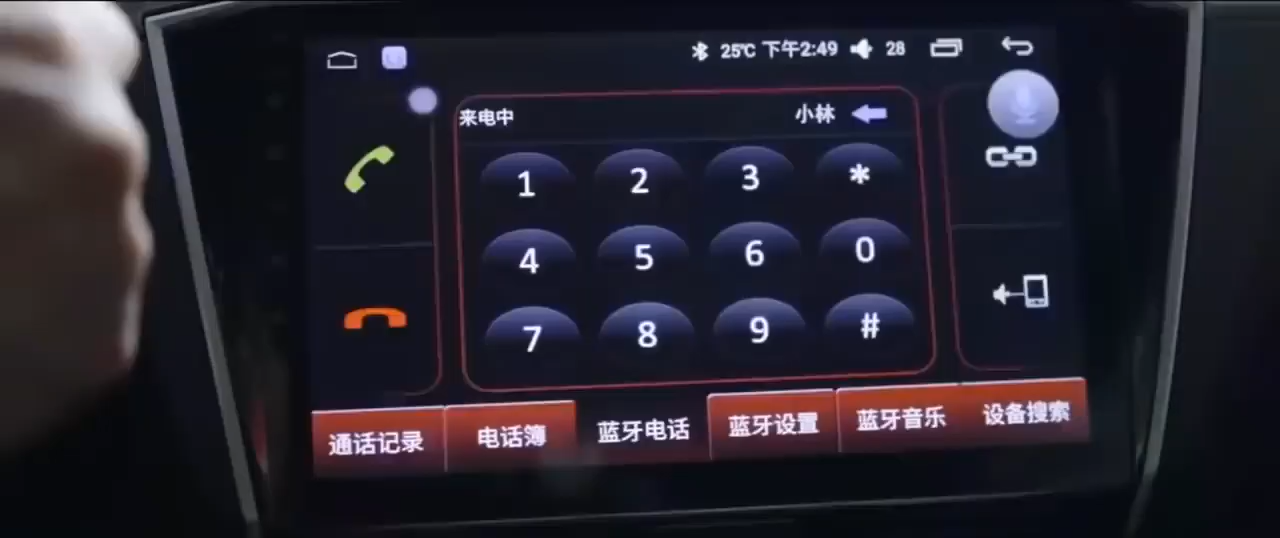 25℃ 下午2:49 28
来电中 小林
1 2 3 *
4 5 6 0
7 8 9 #
通话记录 电话簿 蓝牙电话 蓝牙设置 蓝牙音乐 设备搜索